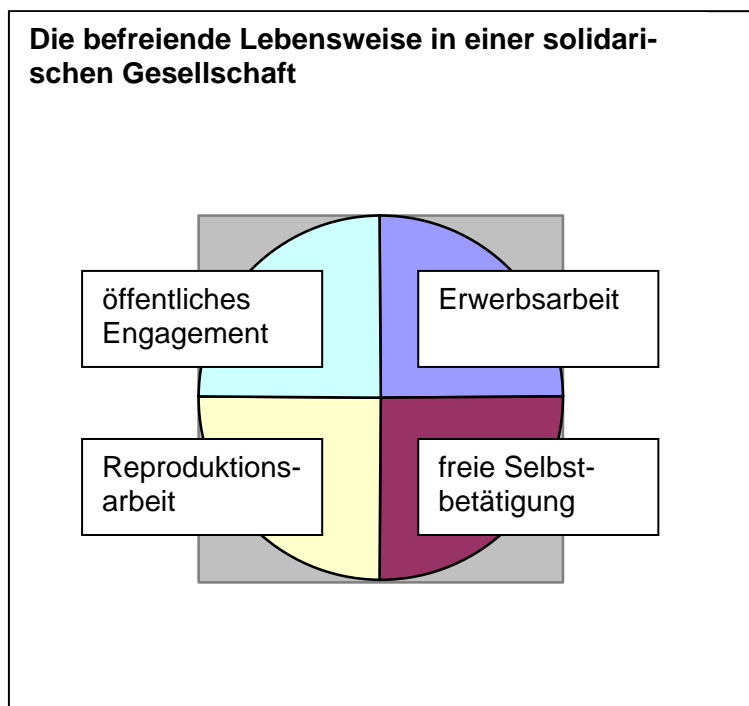 Die befreiende Lebensweise in einer solidari-
schen Gesellschaft
öffentliches
Engagement
Erwerbsarbeit
Reproduktions-
arbeit
freie Selbst-
betätigung